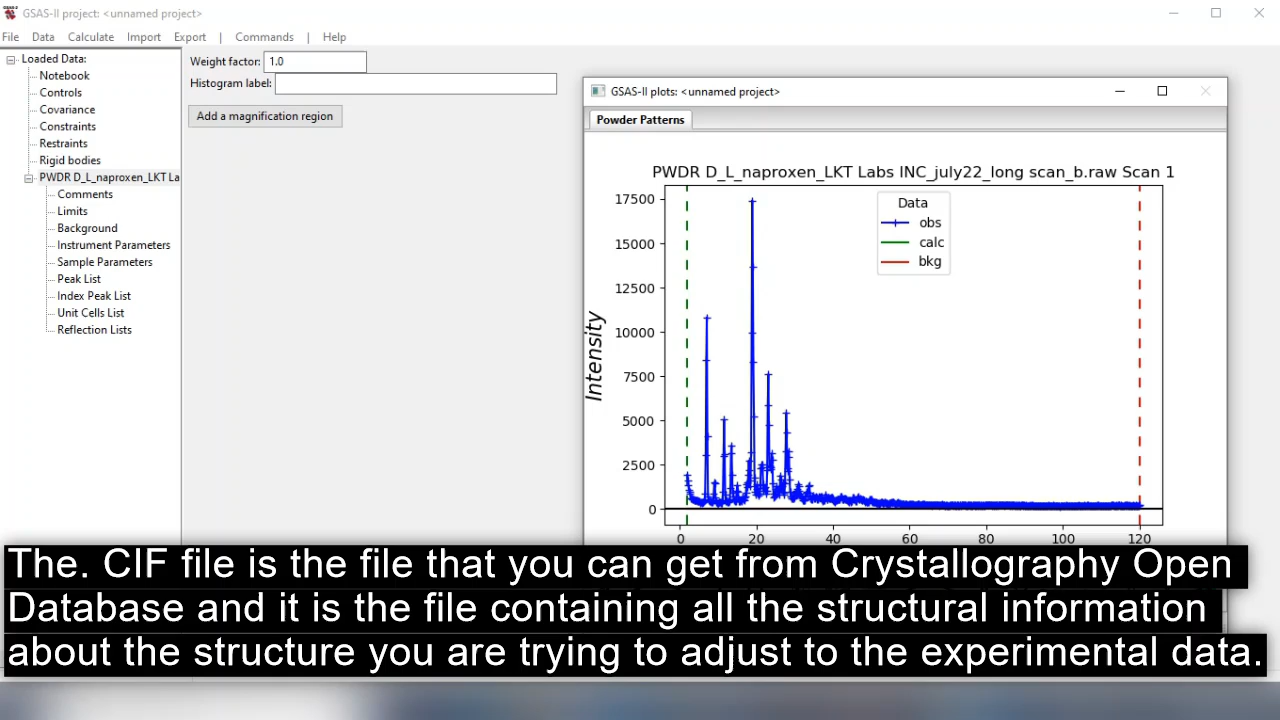 GSAS-II project: <unnamed project>
File Data Calculate Import Export | Commands | Help
Loaded Data:
Notebook
Controls
Covariance
Constraints
Restraints
Rigid bodies
PWDR D_L_naproxen_LKT La
Comments
Limits
Background
Instrument Parameters
Sample Parameters
Peak List
Index Peak List
Unit Cells List
Reflection Lists
Weight factor: 1.0
Histogram label:
Add a magnification region
GSAS-II plots: <unnamed project>
Powder Patterns
PWDR D_L_naproxen_LKT Labs INC_july22_long scan_b.raw Scan 1
Data
obs
calc
bkg
Intensity
17500
15000
12500
10000
7500
5000
2500
0
0 20 40 60 80 100 120
The. CIF file is the file that you can get from Crystallography Open
Database and it is the file containing all the structural information
about the structure you are trying to adjust to the experimental data.